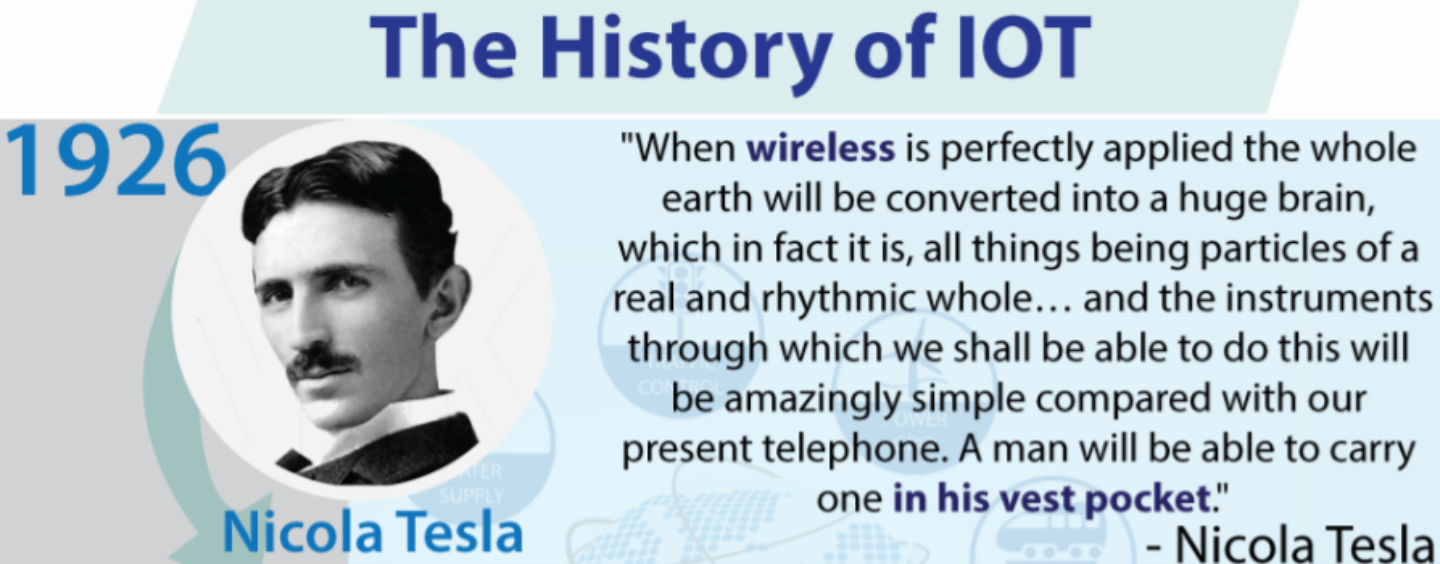 The History of IOT
1926
"When wireless is perfectly applied the whole
earth will be converted into a huge brain,
which in fact it is, all things being particles of a
real and rhythmic whole… and the instruments
through which we shall be able to do this will
be amazingly simple compared with our
present telephone. A man will be able to carry
one in his vest pocket."
- Nicola Tesla
Nicola Tesla
TRAFFIC
CONTROL
POWER
WATER
SUPPLY